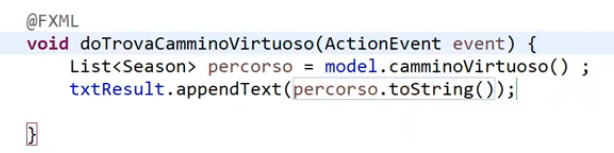 @FXML
void doTrovaCamminoVirtuoso(ActionEvent event) {
    List<Season> percorso = model.camminoVirtuoso() ;
    txtResult.appendText(percorso.toString());
}